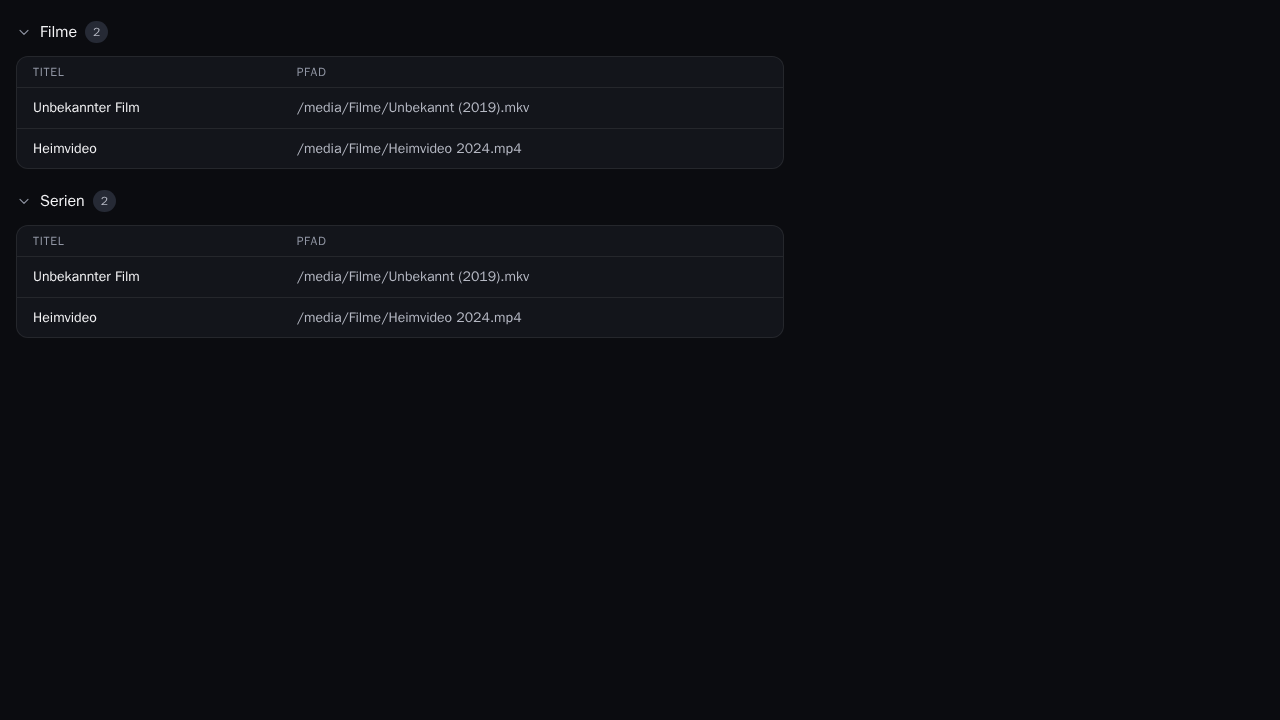 Filme 2
TITEL PFAD
Unbekannter Film /media/Filme/Unbekannt (2019).mkv
Heimvideo /media/Filme/Heimvideo 2024.mp4
Serien 2
TITEL PFAD
Unbekannter Film /media/Filme/Unbekannt (2019).mkv
Heimvideo /media/Filme/Heimvideo 2024.mp4